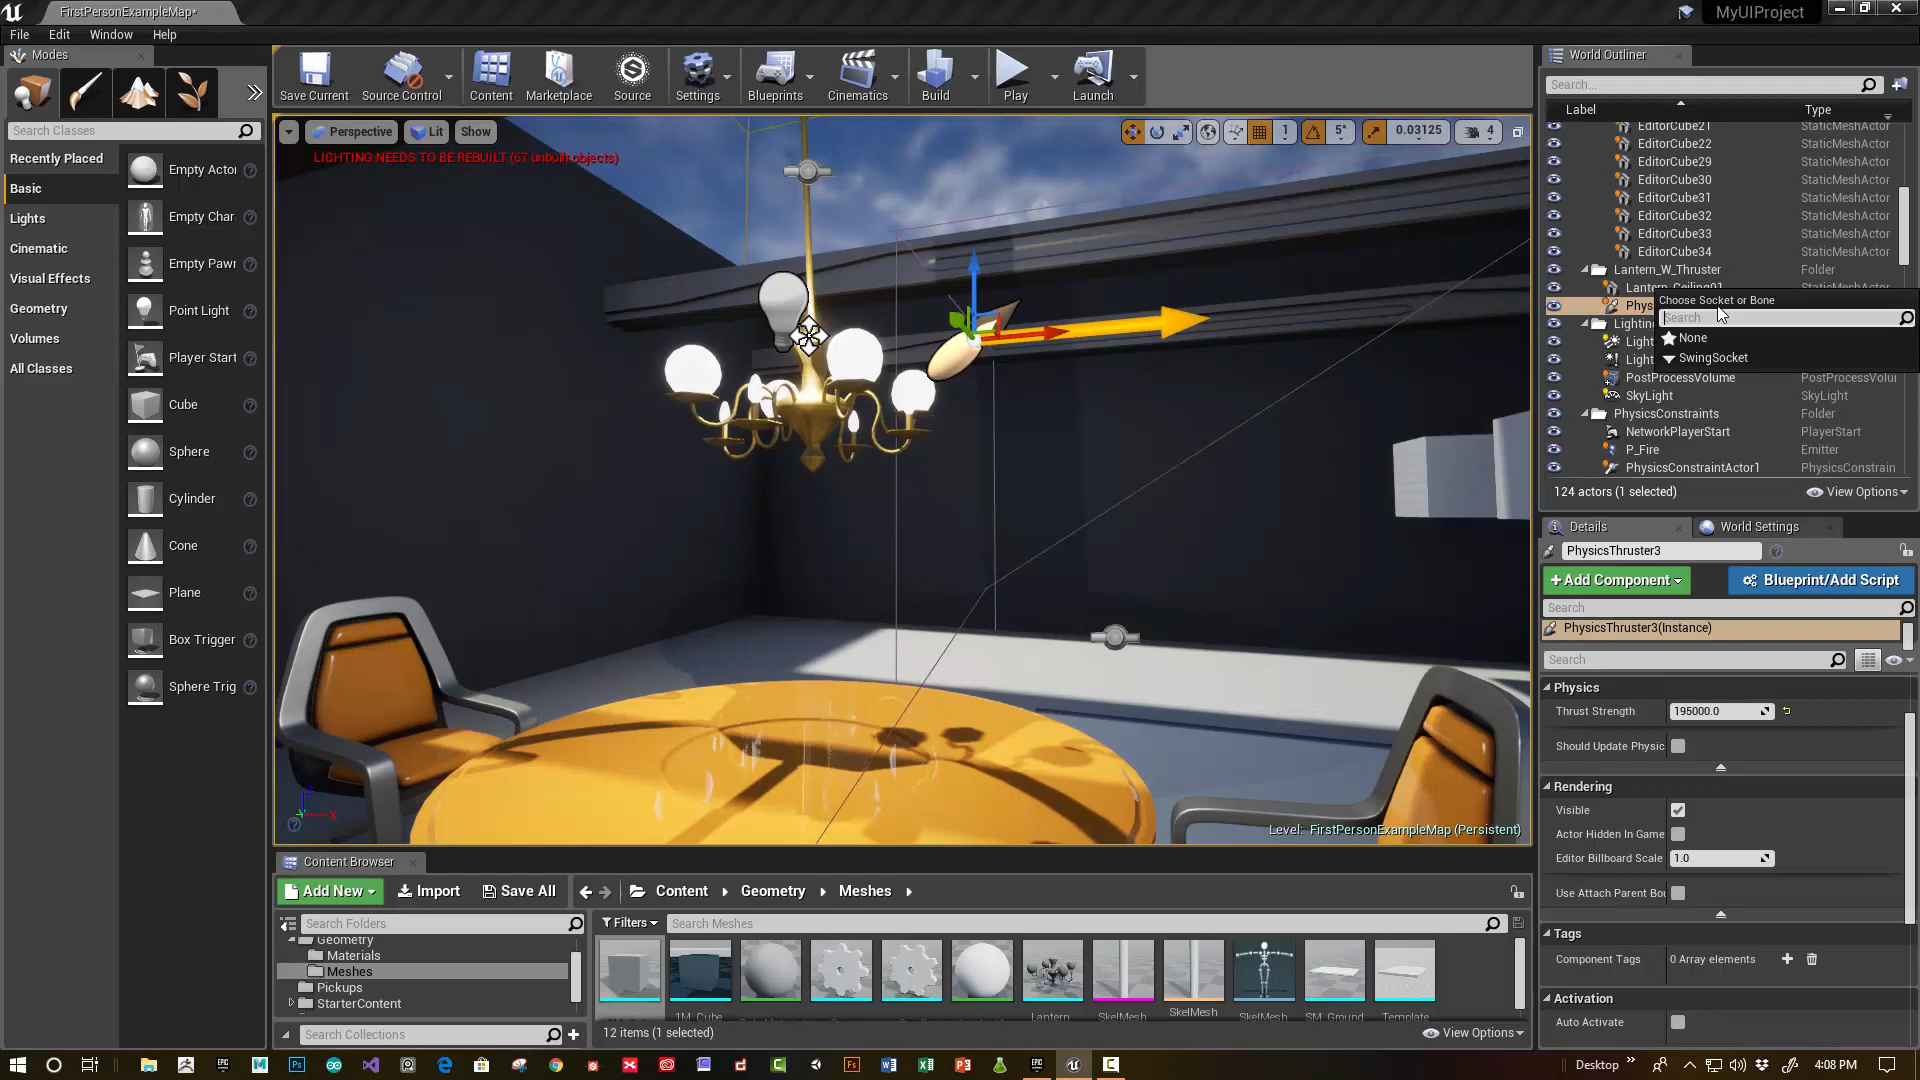 FirstPersonExampleMap*
MyUIProject
File Edit Window Help
Modes
World Outliner
Save Current
Source Control
Content
Marketplace
Source
Settings
Blueprints
Cinematics
Build
Play
Launch
Search...
Label Type
Search Classes
Perspective Lit Show
1 5° 0.03125 4
LIGHTING NEEDS TO BE REBUILT (67 unbuilt objects)
Recently Placed
Basic
Lights
Cinematic
Visual Effects
Geometry
Volumes
All Classes
Empty Actor
Empty Char
Empty Pawn
Point Light
Player Start
Cube
Sphere
Cylinder
Cone
Plane
Box Trigger
Sphere Trig
EditorCube21 StaticMeshActor
EditorCube22 StaticMeshActor
EditorCube29 StaticMeshActor
EditorCube30 StaticMeshActor
EditorCube31 StaticMeshActor
EditorCube32 StaticMeshActor
EditorCube33 StaticMeshActor
EditorCube34 StaticMeshActor
Lantern_W_Thruster Folder
Lantern_Ceiling01
Phys
Choose Socket or Bone
Search
None
SwingSocket
Lighting
Light
Light
PostProcessVolume PostProcessVolu
SkyLight SkyLight
PhysicsConstraints Folder
NetworkPlayerStart PlayerStart
P_Fire Emitter
PhysicsConstraintActor1 PhysicsConstrain
124 actors (1 selected) View Options
Details World Settings
PhysicsThruster3
Add Component Blueprint/Add Script
Search
PhysicsThruster3(Instance)
Search
Physics
Thrust Strength 195000.0
Should Update Physic
Rendering
Visible
Actor Hidden In Game
Editor Billboard Scale 1.0
Use Attach Parent Bou
Tags
Component Tags 0 Array elements
Activation
Auto Activate
Level: FirstPersonExampleMap (Persistent)
Content Browser
Add New Import Save All Content Geometry Meshes
Search Folders Filters Search Meshes
Geometry
Materials
Meshes
Pickups
StarterContent
Search Collections
1M_Cube
Lantern
SkelMesh
SkelMesh
SkelMesh
SM_Ground
Template
12 items (1 selected) View Options
Desktop 4:08 PM